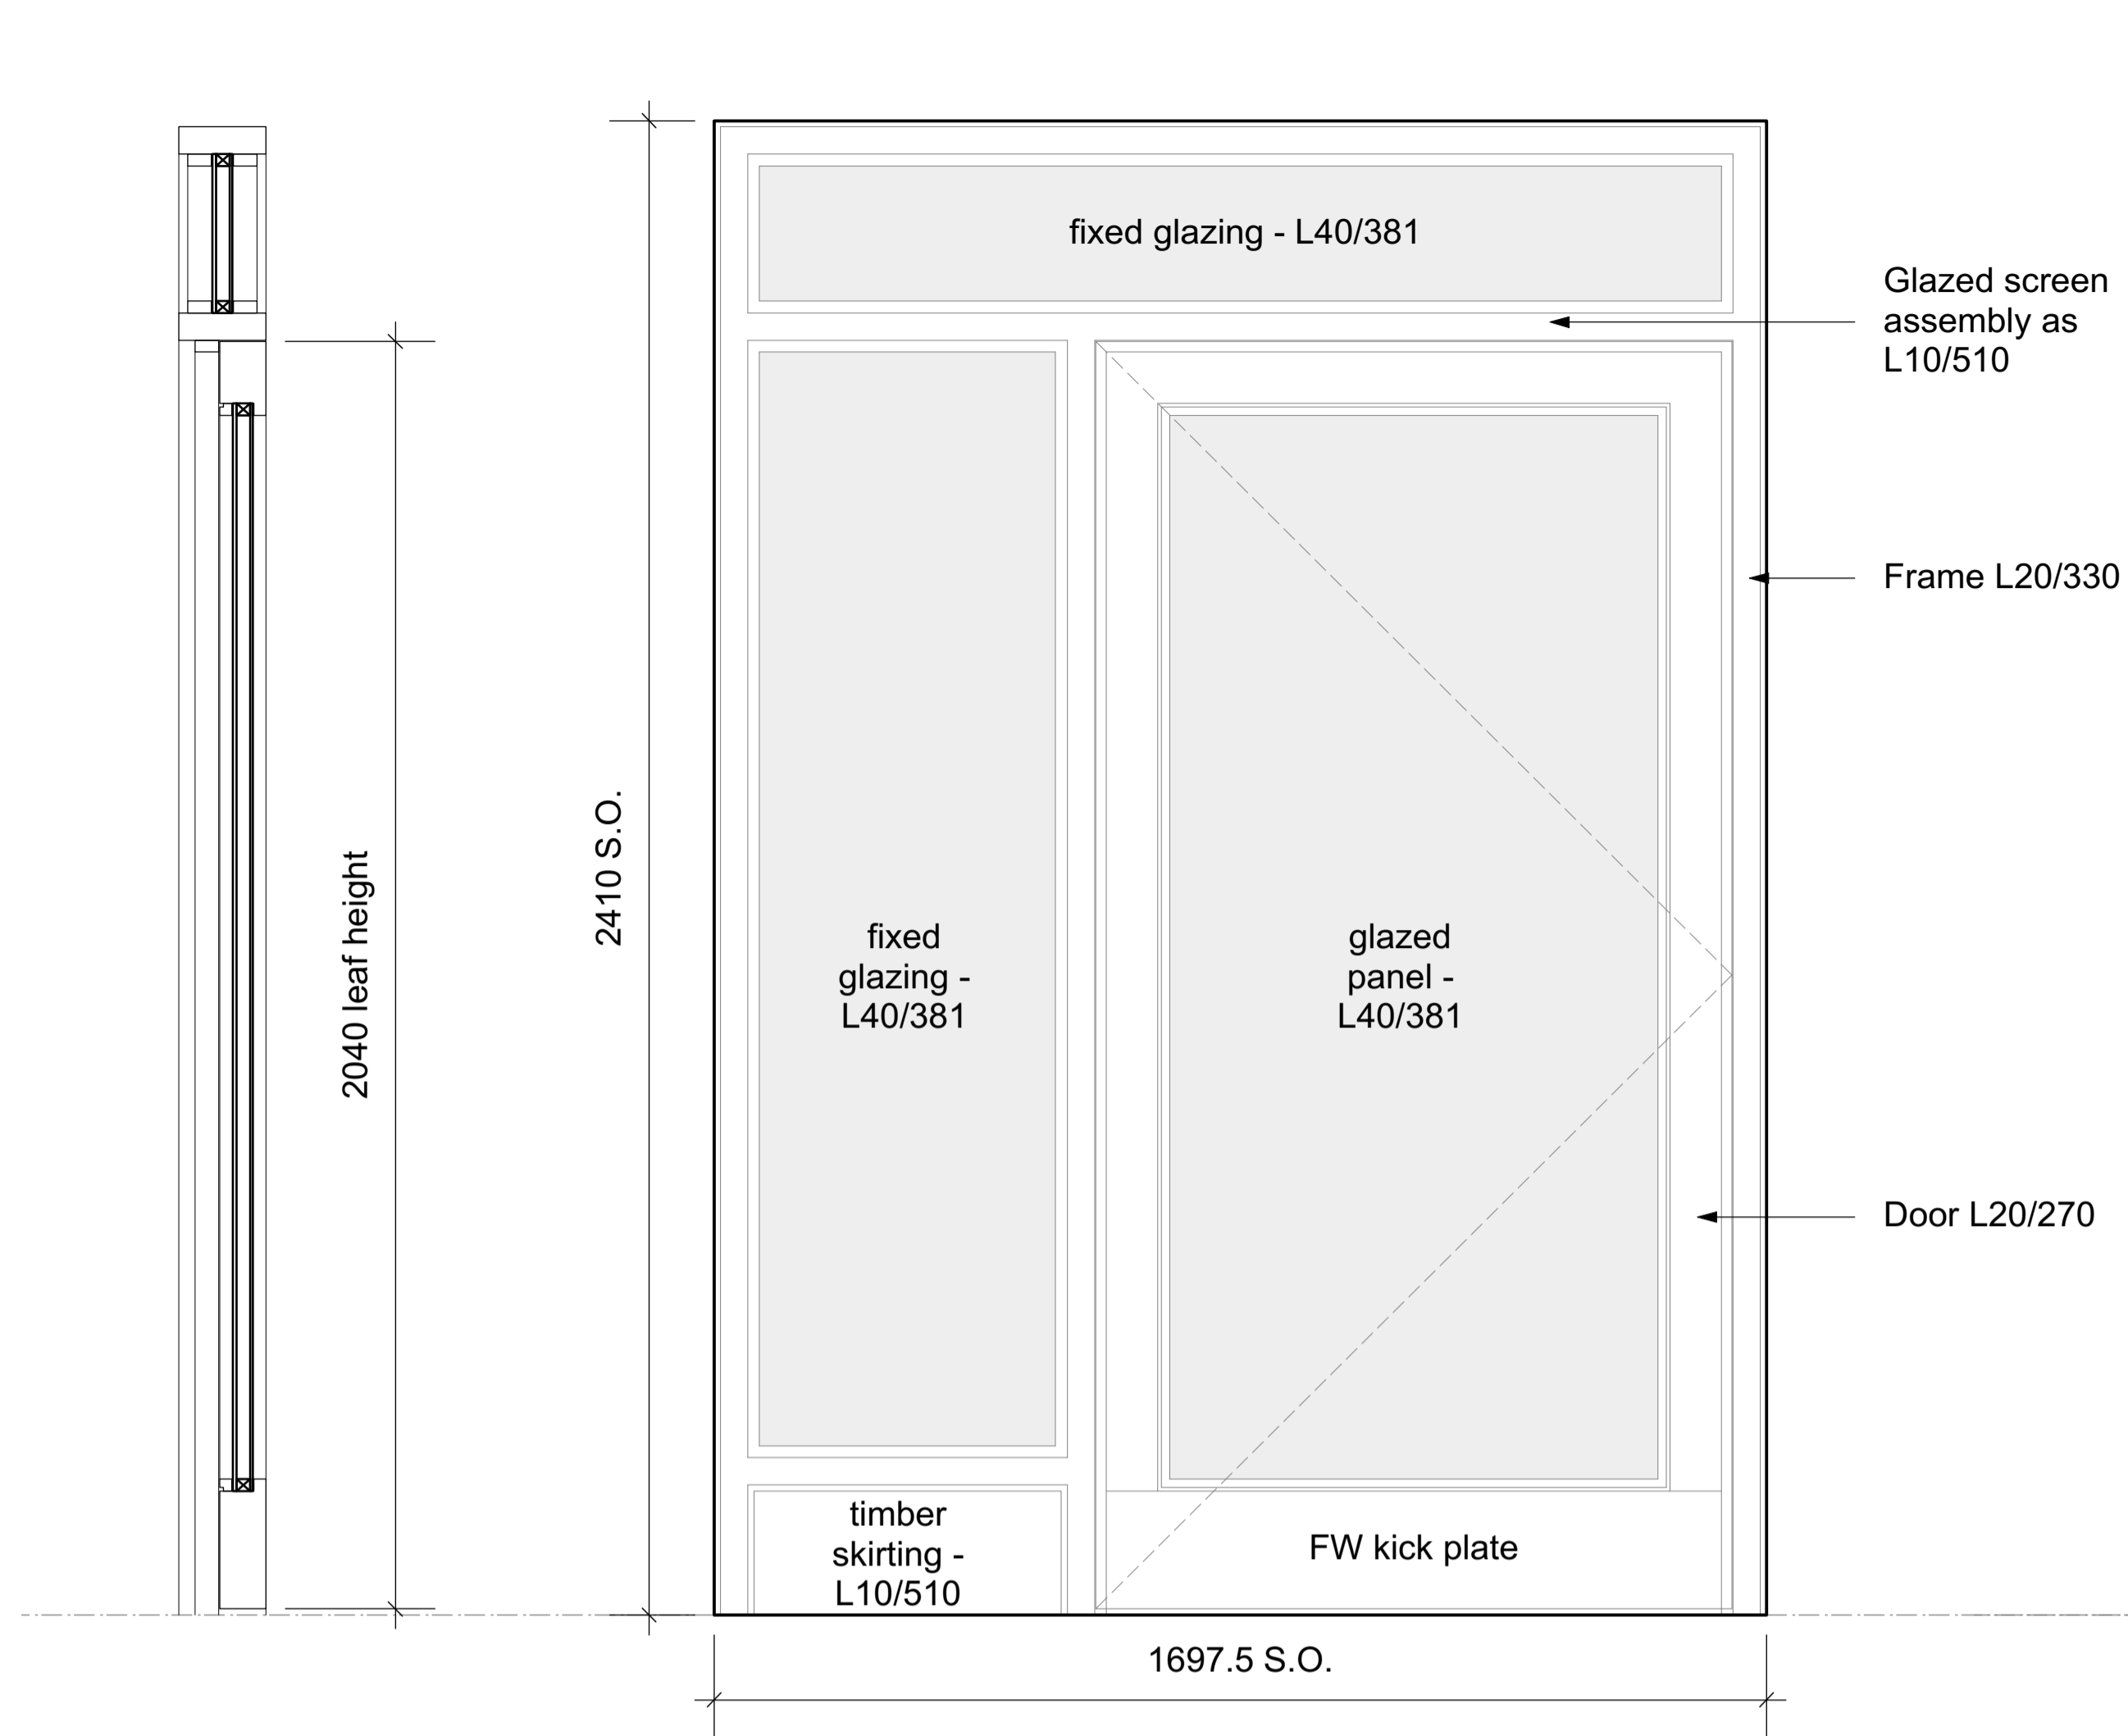 fixed glazing - L40/381
Glazed screen
assembly as
L10/510
Frame L20/330
2410 S.O.
2040 leaf height
fixed
glazing -
L40/381
glazed
panel -
L40/381
Door L20/270
timber
skirting -
L10/510
FW kick plate
1697.5 S.O.